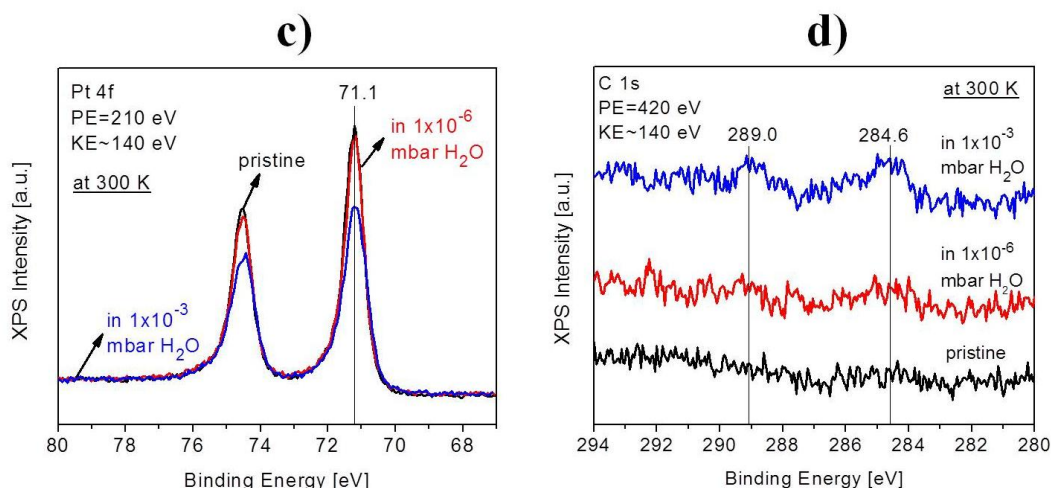 c)
Pt 4f
PE=210 eV
KE~140 eV
at 300 K
71.1
in 1x10⁻⁶
mbar H₂O
pristine
in 1x10⁻³
mbar H₂O
XPS Intensity [a.u.]
80 78 76 74 72 70 68
Binding Energy [eV]
d)
C 1s
PE=420 eV
KE~140 eV
at 300 K
289.0
284.6
in 1x10⁻³
mbar H₂O
in 1x10⁻⁶
mbar H₂O
pristine
XPS Intensity [a.u.]
294 292 290 288 286 284 282 280
Binding Energy [eV]